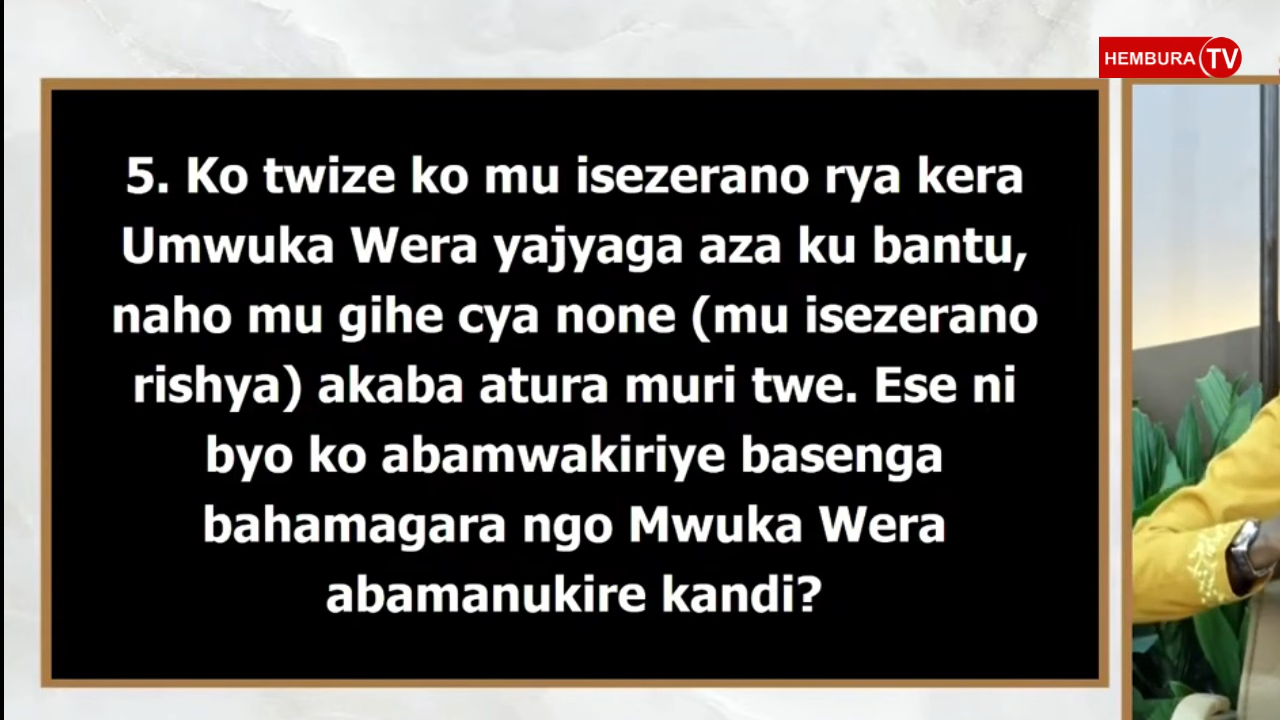 HEMBURA TV
5. Ko twize ko mu isezerano rya kera
Umwuka Wera yajyaga aza ku bantu,
naho mu gihe cya none (mu isezerano
rishya) akaba atura muri twe. Ese ni
byo ko abamwakiriye basenga
bahamagara ngo Mwuka Wera
abamanukire kandi?